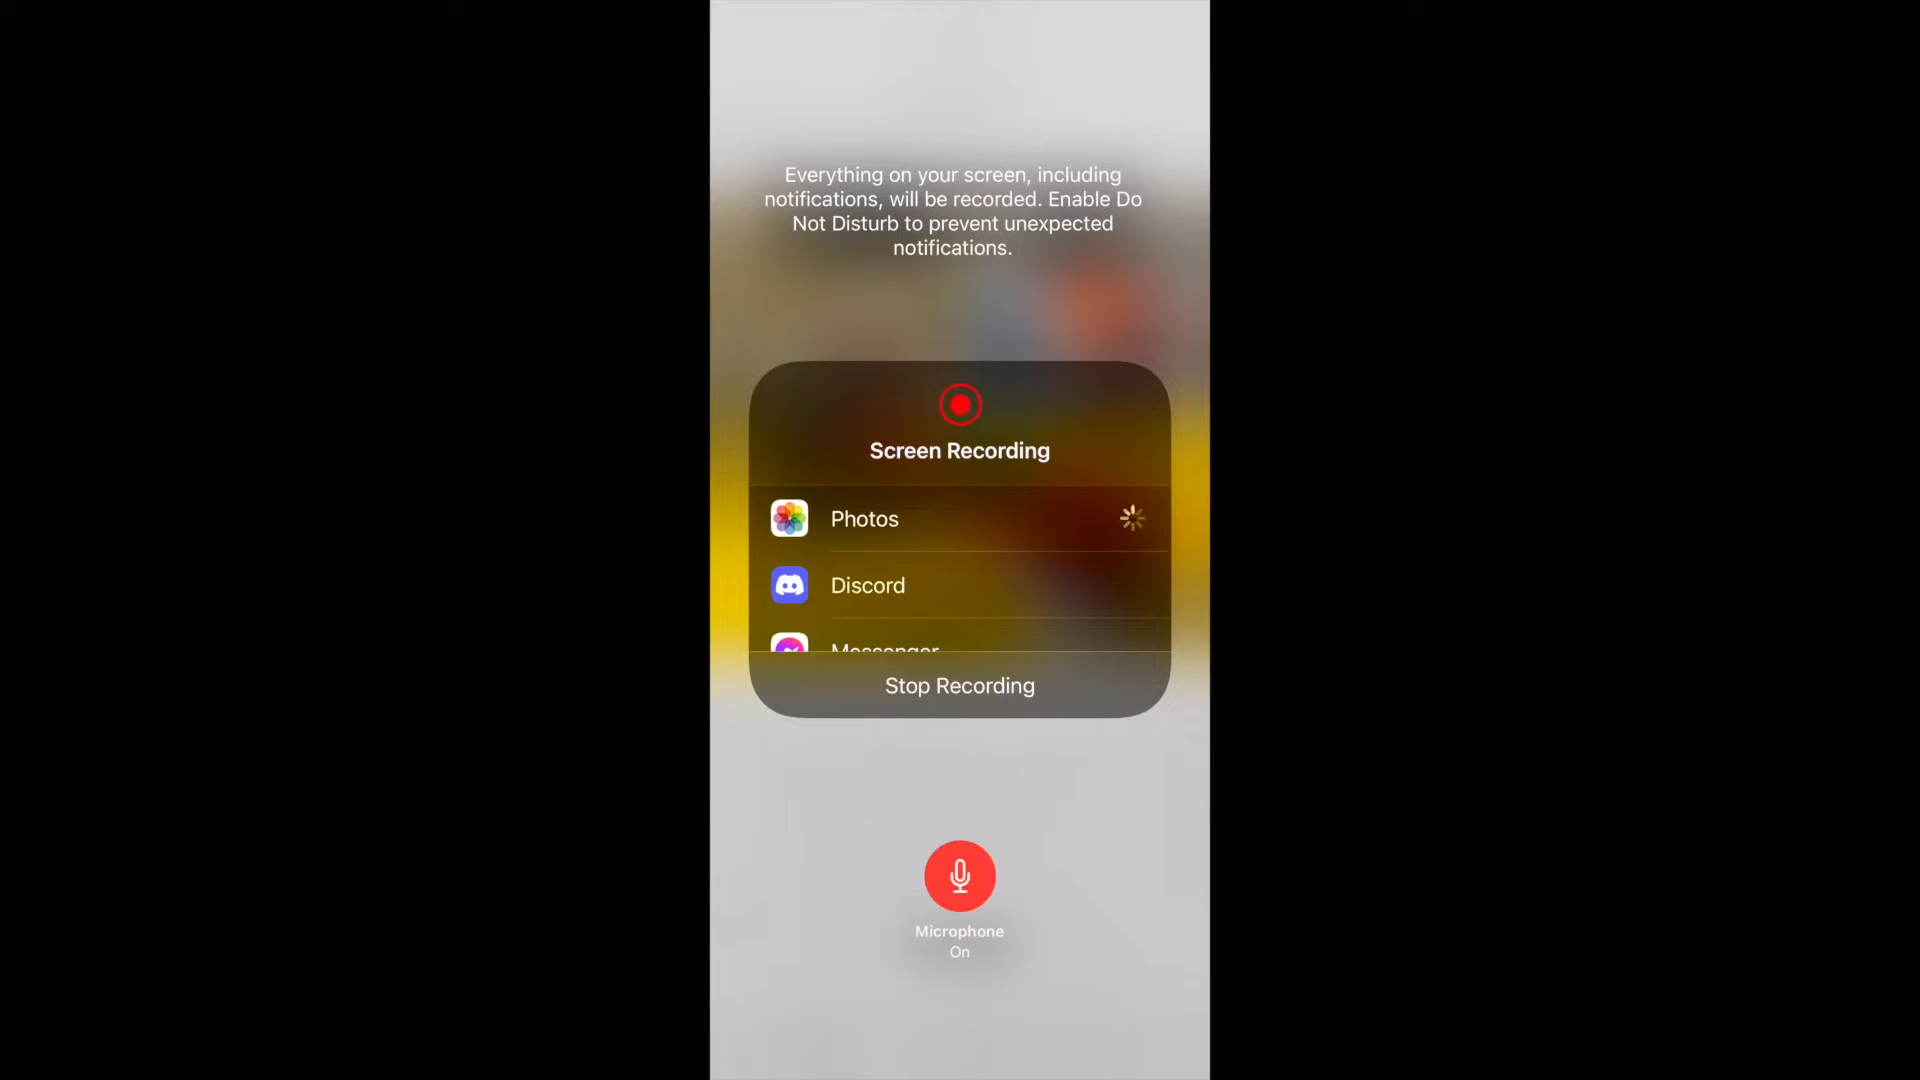 Everything on your screen, including
notifications, will be recorded. Enable Do
Not Disturb to prevent unexpected
notifications.
Screen Recording
Photos
Discord
Messenger
Stop Recording
Microphone
On